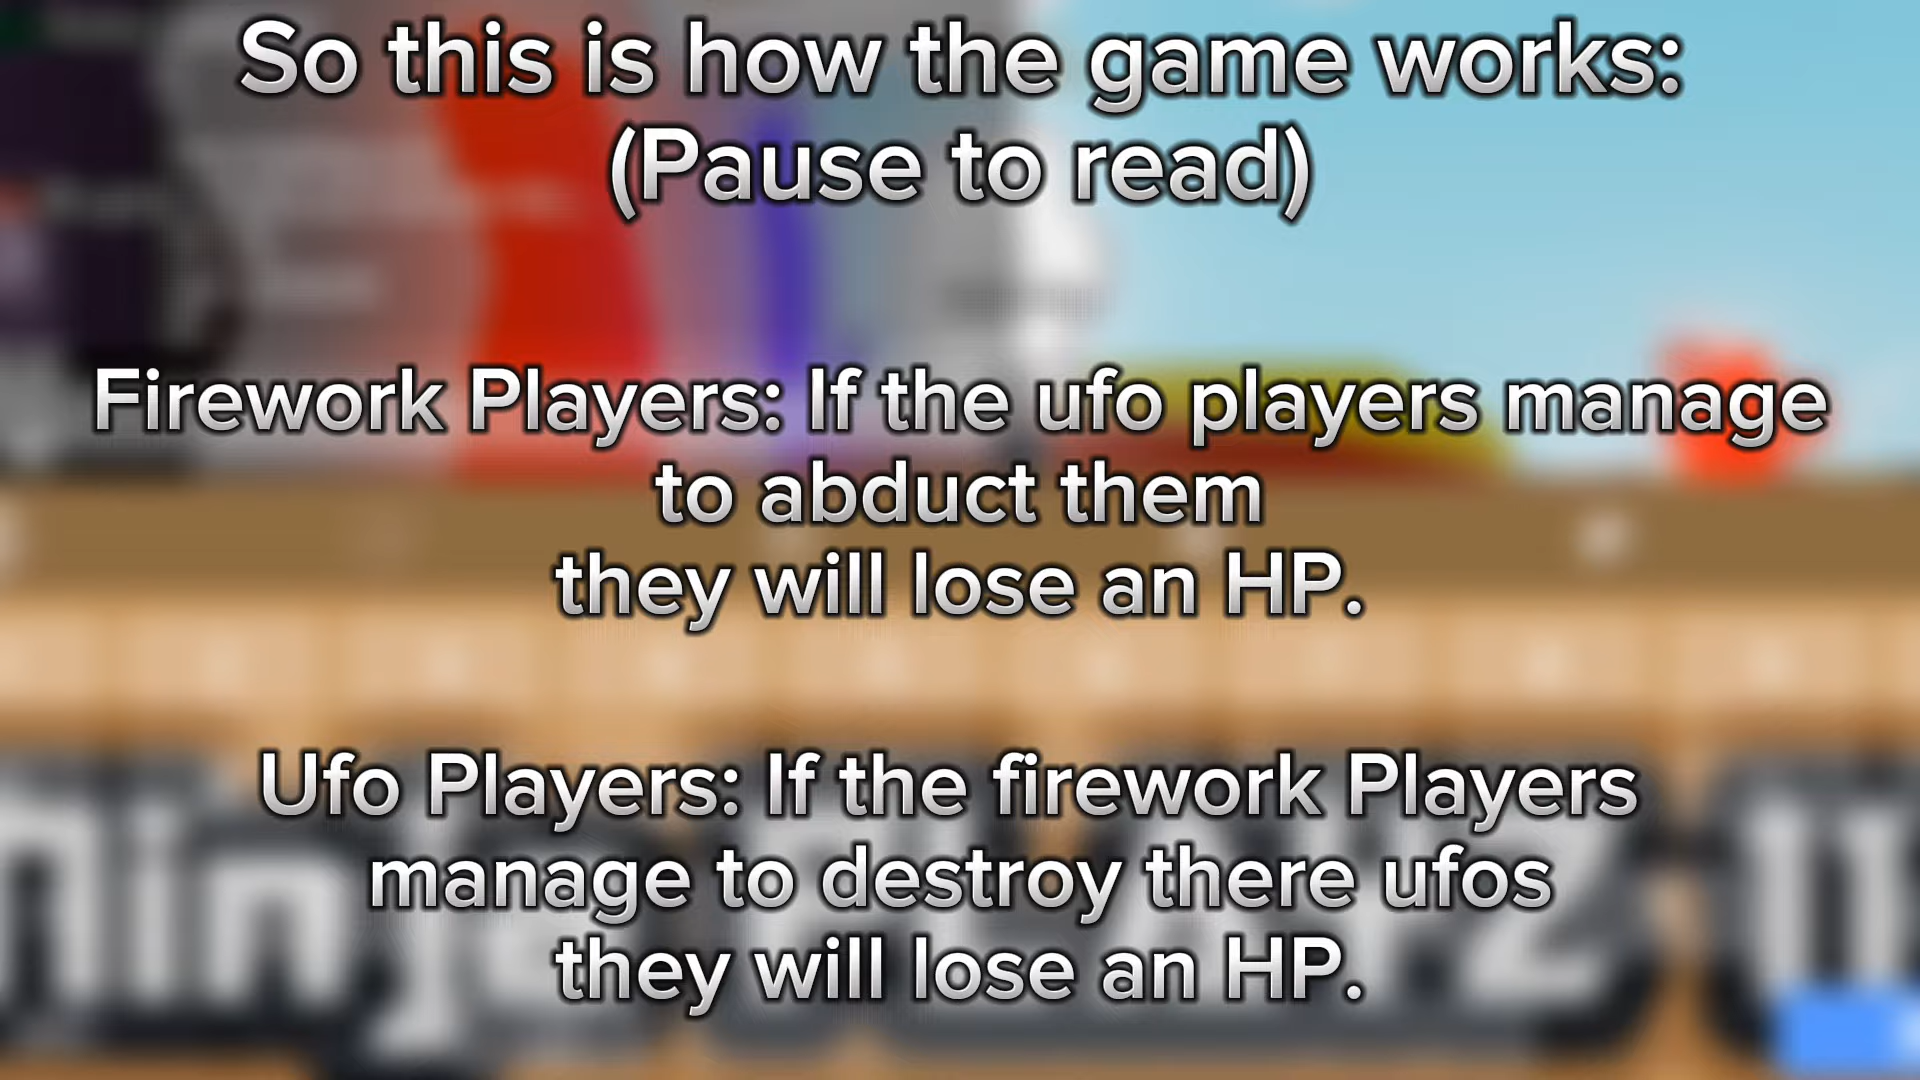 So this is how the game works:
(Pause to read)
Firework Players: If the ufo players manage
to abduct them
they will lose an HP.
Ufo Players: If the firework Players
manage to destroy there ufos
they will lose an HP.